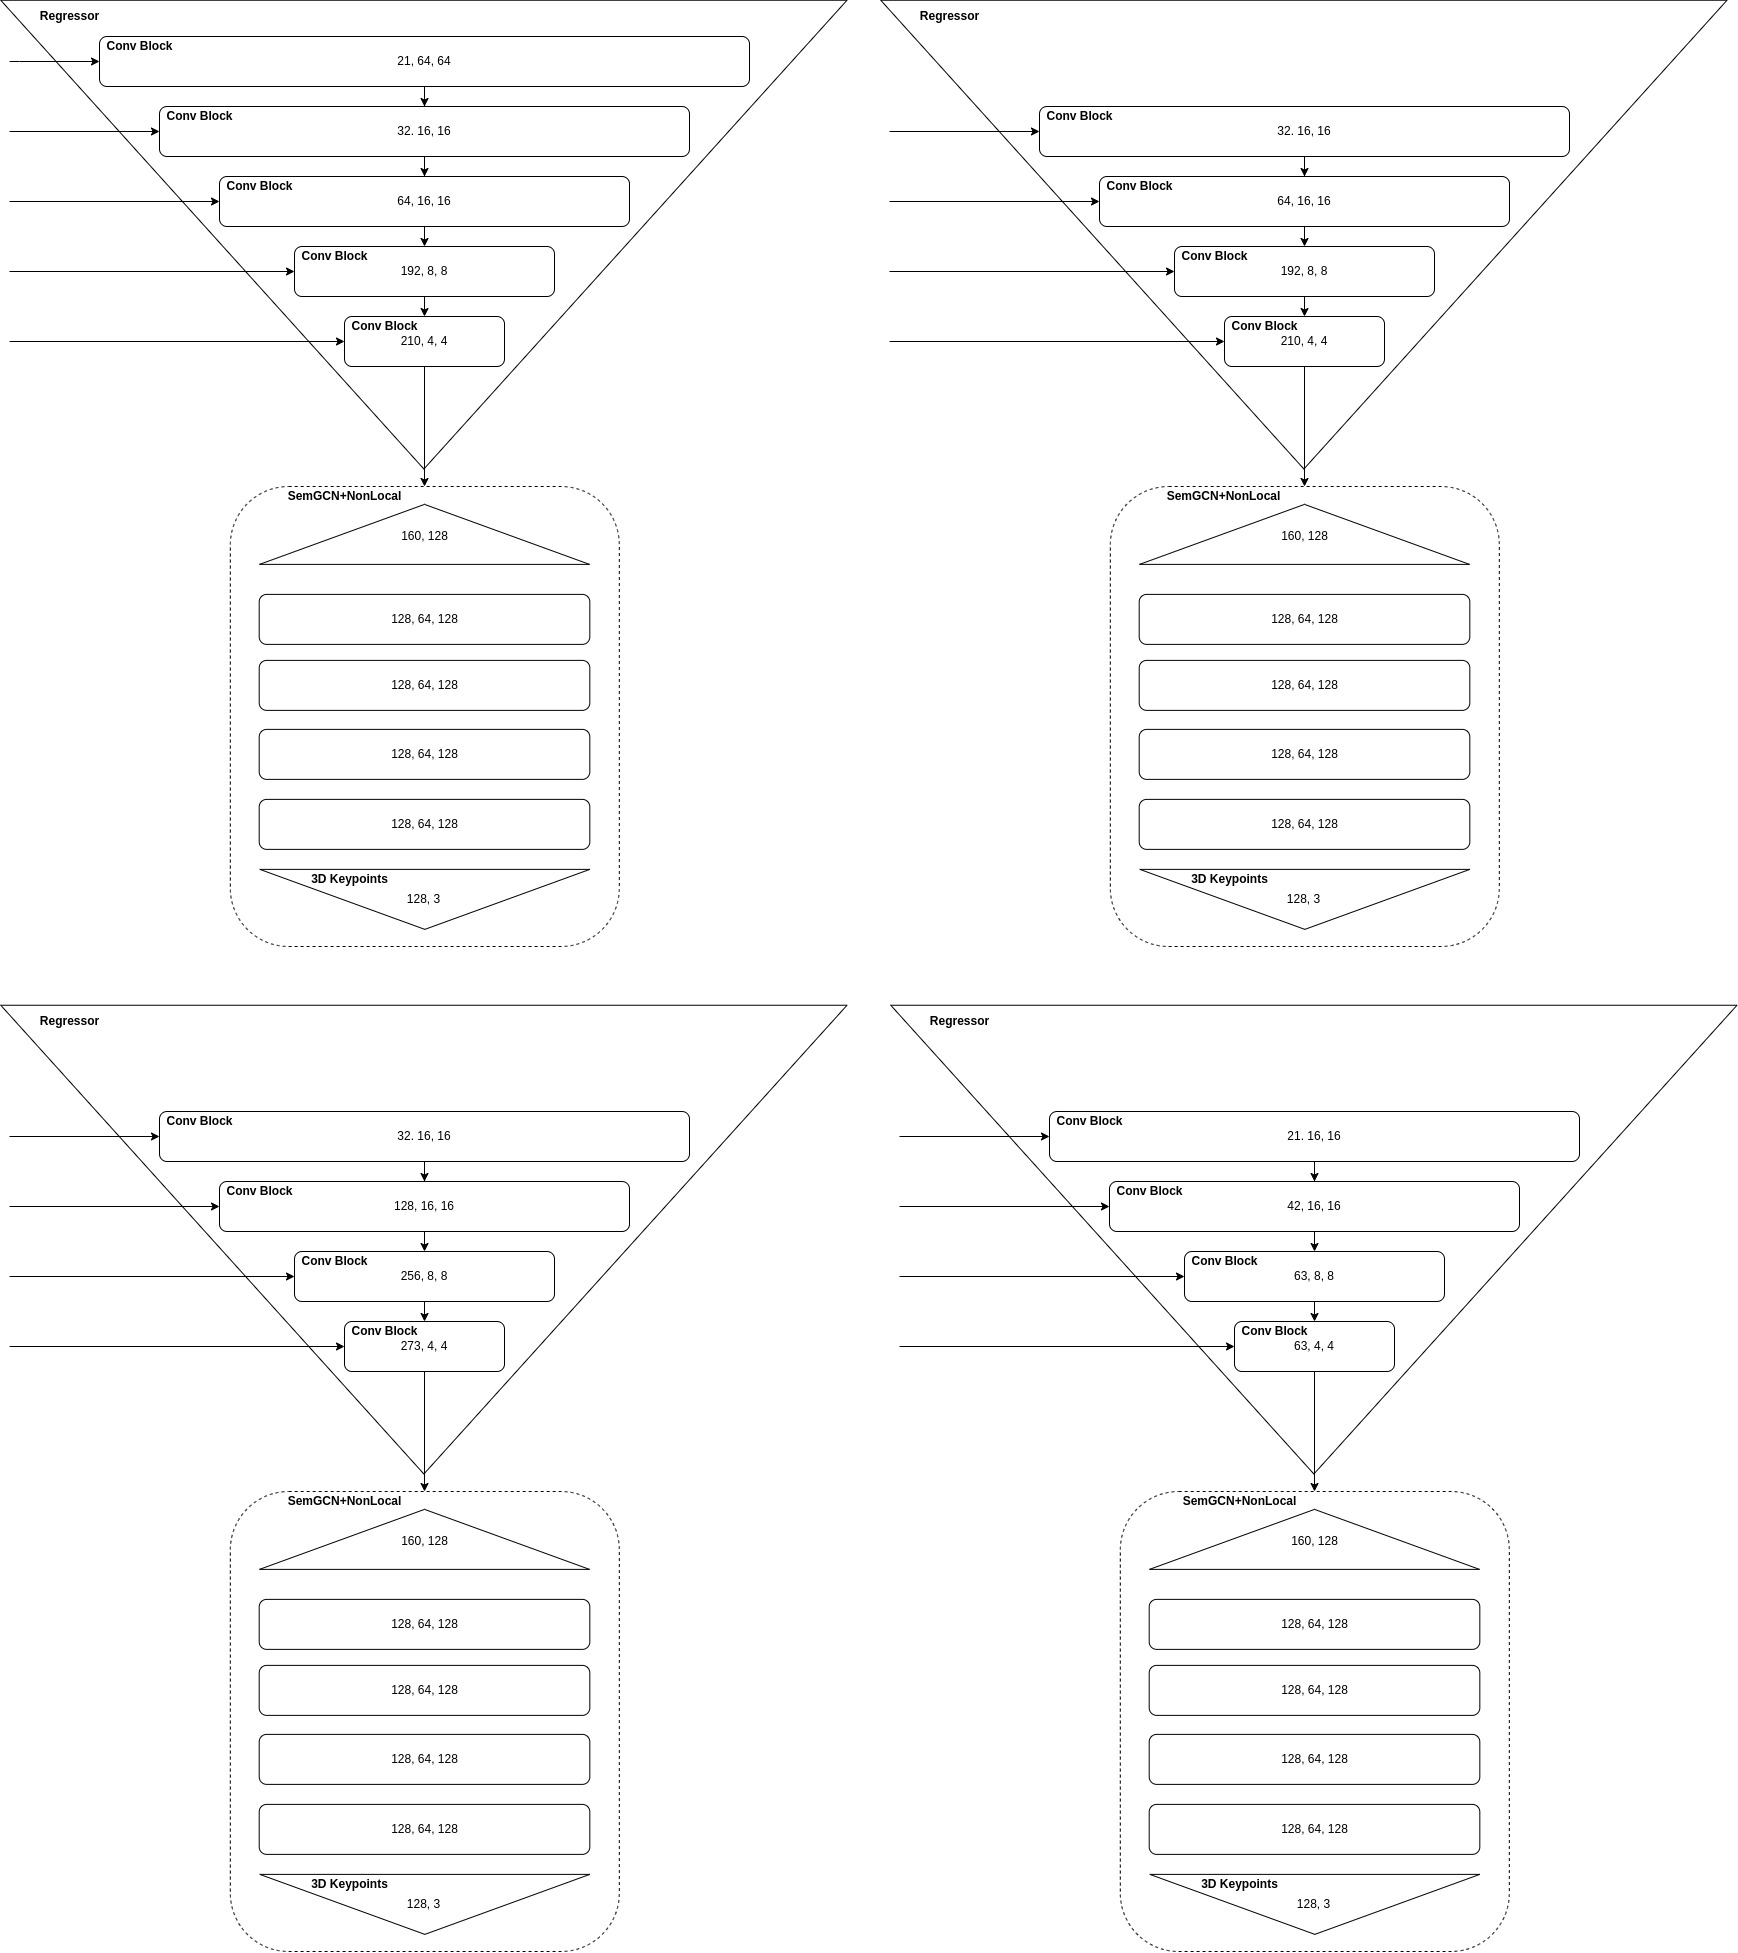 Regressor
Conv Block
21, 64, 64
Conv Block
32. 16, 16
Conv Block
64, 16, 16
Conv Block
192, 8, 8
Conv Block
210, 4, 4
SemGCN+NonLocal
160, 128
128, 64, 128
128, 64, 128
128, 64, 128
128, 64, 128
3D Keypoints
128, 3
Regressor
Conv Block
32. 16, 16
Conv Block
64, 16, 16
Conv Block
192, 8, 8
Conv Block
210, 4, 4
SemGCN+NonLocal
160, 128
128, 64, 128
128, 64, 128
128, 64, 128
128, 64, 128
3D Keypoints
128, 3
Regressor
Conv Block
32. 16, 16
Conv Block
128, 16, 16
Conv Block
256, 8, 8
Conv Block
273, 4, 4
SemGCN+NonLocal
160, 128
128, 64, 128
128, 64, 128
128, 64, 128
128, 64, 128
3D Keypoints
128, 3
Regressor
Conv Block
21. 16, 16
Conv Block
42, 16, 16
Conv Block
63, 8, 8
Conv Block
63, 4, 4
SemGCN+NonLocal
160, 128
128, 64, 128
128, 64, 128
128, 64, 128
128, 64, 128
3D Keypoints
128, 3